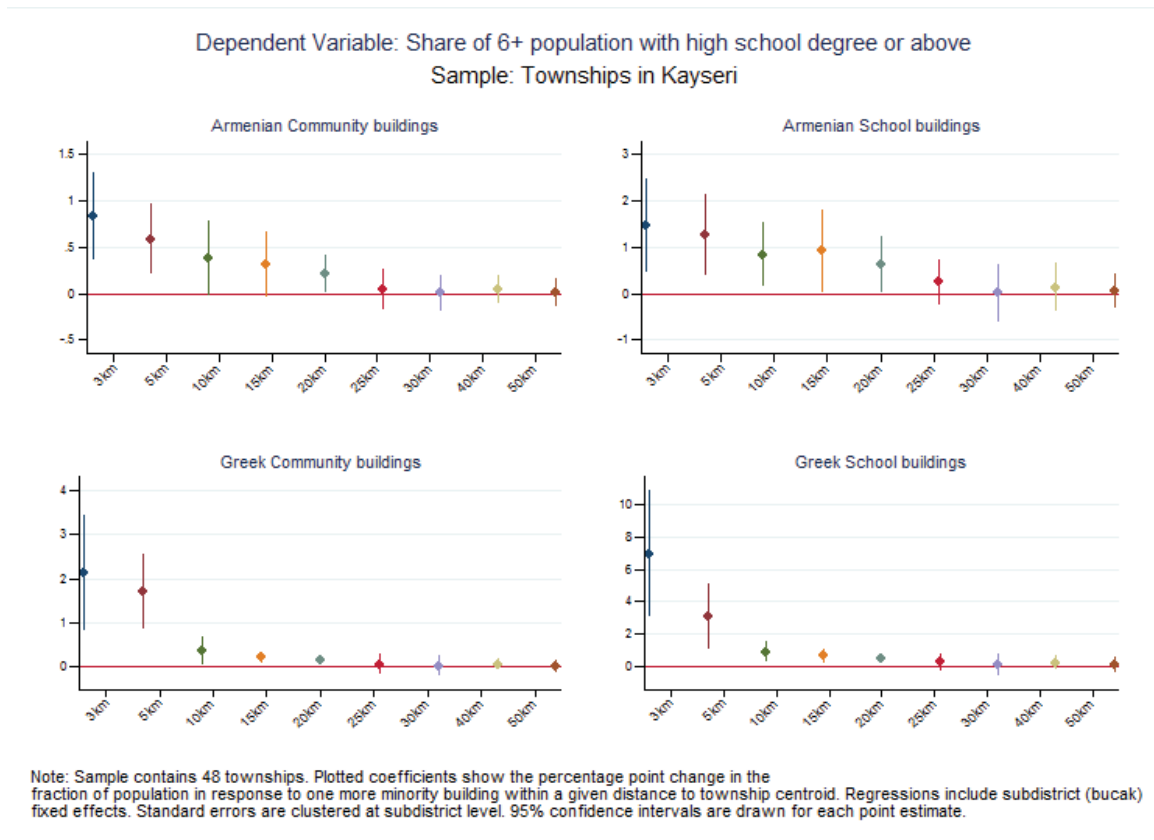 Dependent Variable: Share of 6+ population with high school degree or above
Sample: Townships in Kayseri
Armenian Community buildings
1.5
1
.5
0
-.5
3km
5km
10km
15km
20km
25km
30km
40km
50km
Armenian School buildings
3
2
1
0
-1
3km
5km
10km
15km
20km
25km
30km
40km
50km
Greek Community buildings
4
3
2
1
0
3km
5km
10km
15km
20km
25km
30km
40km
50km
Greek School buildings
10
8
6
4
2
0
3km
5km
10km
15km
20km
25km
30km
40km
50km
Note: Sample contains 48 townships. Plotted coefficients show the percentage point change in the
fraction of population in response to one more minority building within a given distance to township centroid. Regressions include subdistrict (bucak)
fixed effects. Standard errors are clustered at subdistrict level. 95% confidence intervals are drawn for each point estimate.